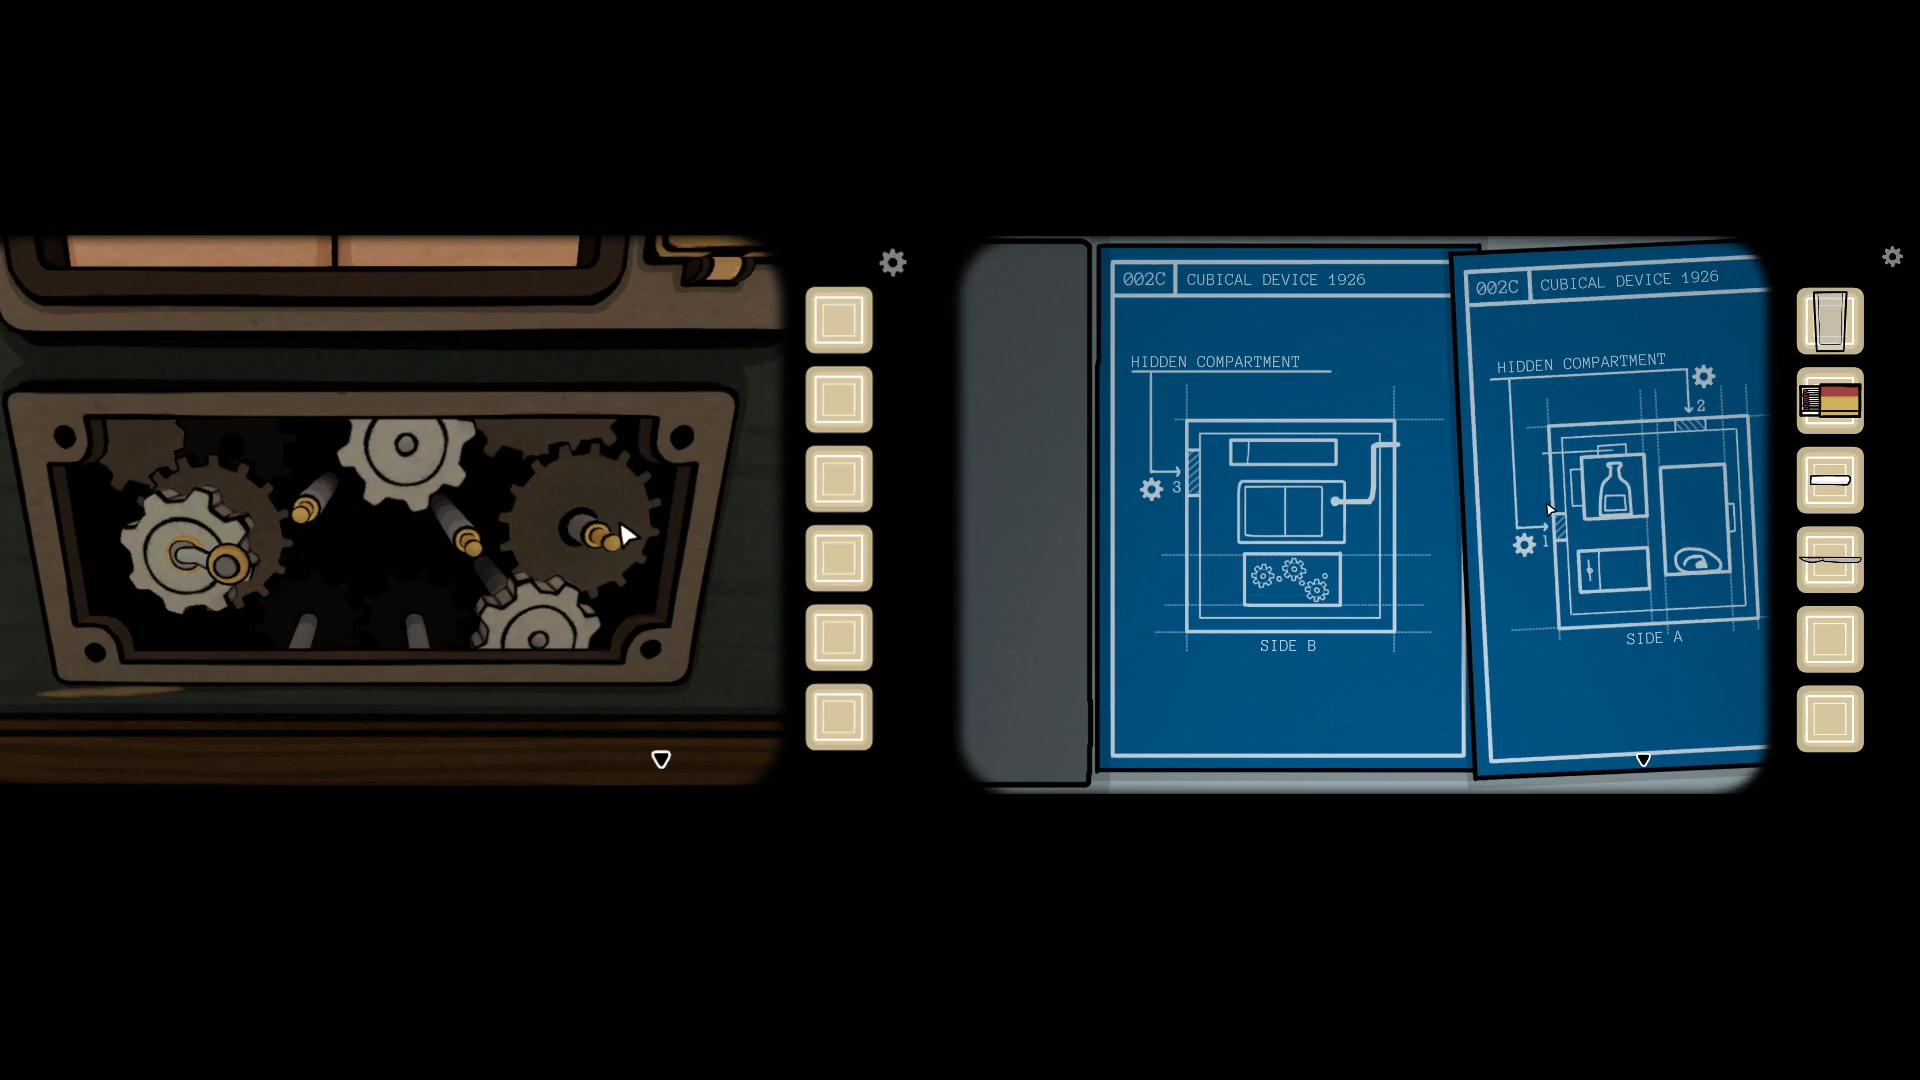 002C CUBICAL DEVICE 1926
HIDDEN COMPARTMENT
3
SIDE B
002C CUBICAL DEVICE 1926
HIDDEN COMPARTMENT
2
1
SIDE A